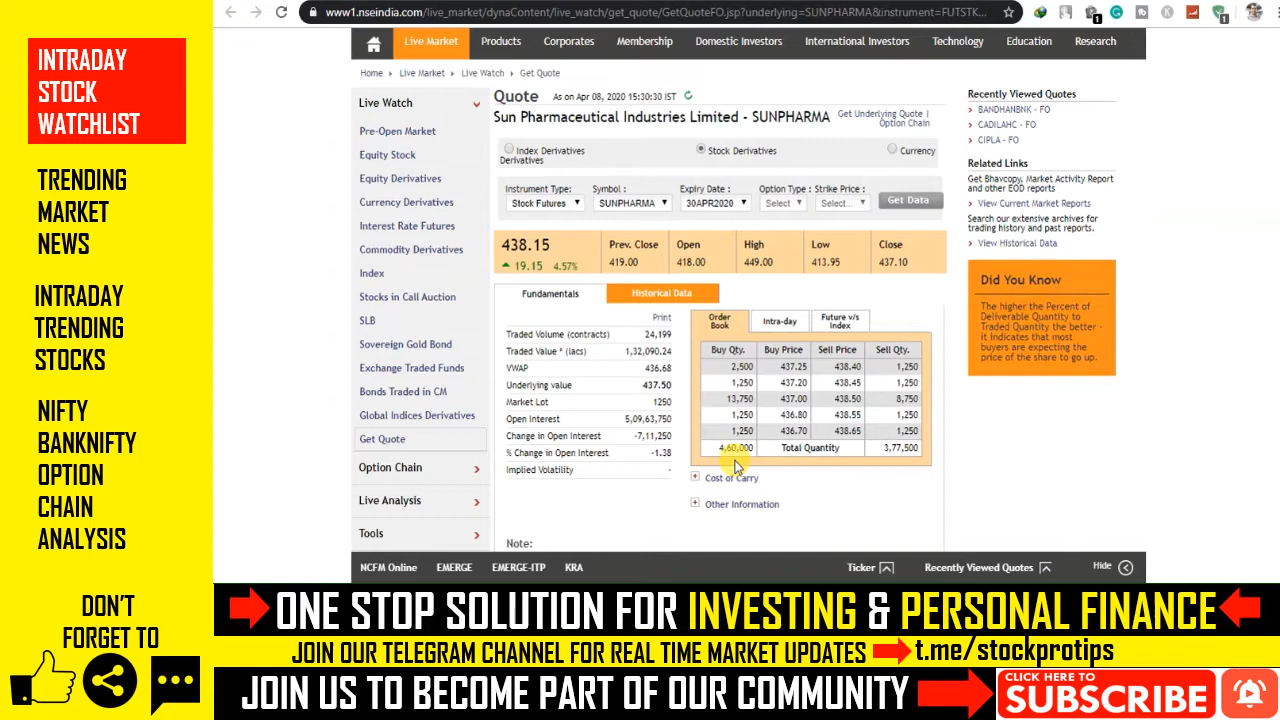 INTRADAY
STOCK
WATCHLIST
TRENDING
MARKET
NEWS
INTRADAY
TRENDING
STOCKS
NIFTY
BANKNIFTY
OPTION
CHAIN
ANALYSIS
DON'T
FORGET TO
www1.nseindia.com/live_market/dynaContent/live_watch/get_quote/GetQuoteFO.jsp?underlying=SUNPHARMA&instrument=FUTSTK...
Live Market Products Corporates Membership Domestic Investors International Investors Technology Education Research
Home Live Market Live Watch Get Quote
Live Watch
Pre-Open Market
Equity Stock
Equity Derivatives
Currency Derivatives
Interest Rate Futures
Commodity Derivatives
Index
Stocks in Call Auction
SLB
Sovereign Gold Bond
Exchange Traded Funds
Bonds Traded in CM
Global Indices Derivatives
Get Quote
Option Chain
Live Analysis
Tools
Quote As on Apr 08, 2020 15:30:30 IST
Sun Pharmaceutical Industries Limited - SUNPHARMA
Get Underlying Quote |
Option Chain
Index Derivatives Stock Derivatives Currency
Derivatives
Instrument Type: Symbol : Expiry Date : Option Type : Strike Price :
Stock Futures SUNPHARMA 30APR2020 Select Select... Get Data
438.15 Prev. Close Open High Low Close
19.15 4.57% 419.00 418.00 449.00 413.95 437.10
Fundamentals Historical Data
Print
Traded Volume (contracts) 24,199
Traded Value * (lacs) 1,32,090.24
VWAP 436.68
Underlying value 437.50
Market Lot 1250
Open Interest 5,09,63,750
Change in Open Interest -7,11,250
% Change in Open Interest -1.38
Implied Volatility -
Order
Book
Intra-day
Future v/s
Index
Buy Qty. Buy Price Sell Price Sell Qty.
2,500 437.25 438.40 1,250
1,250 437.20 438.45 1,250
13,750 437.00 438.50 8,750
1,250 436.80 438.55 1,250
1,250 436.70 438.65 1,250
4,60,000 Total Quantity 3,77,500
Cost of Carry
Other Information
Note:
Recently Viewed Quotes
BANDHANBNK - FO
CADILAHC - FO
CIPLA - FO
Related Links
Get Bhavcopy, Market Activity Report
and other EOD reports
View Current Market Reports
Search our extensive archives for
trading history and past reports.
View Historical Data
Did You Know
The higher the Percent of
Deliverable Quantity to
Traded Quantity the better -
it indicates that most
buyers are expecting the
price of the share to go up.
NCFM Online EMERGE EMERGE-ITP KRA Ticker Recently Viewed Quotes Hide
ONE STOP SOLUTION FOR INVESTING & PERSONAL FINANCE
JOIN OUR TELEGRAM CHANNEL FOR REAL TIME MARKET UPDATES t.me/stockprotips
JOIN US TO BECOME PART OF OUR COMMUNITY
CLICK HERE TO
SUBSCRIBE